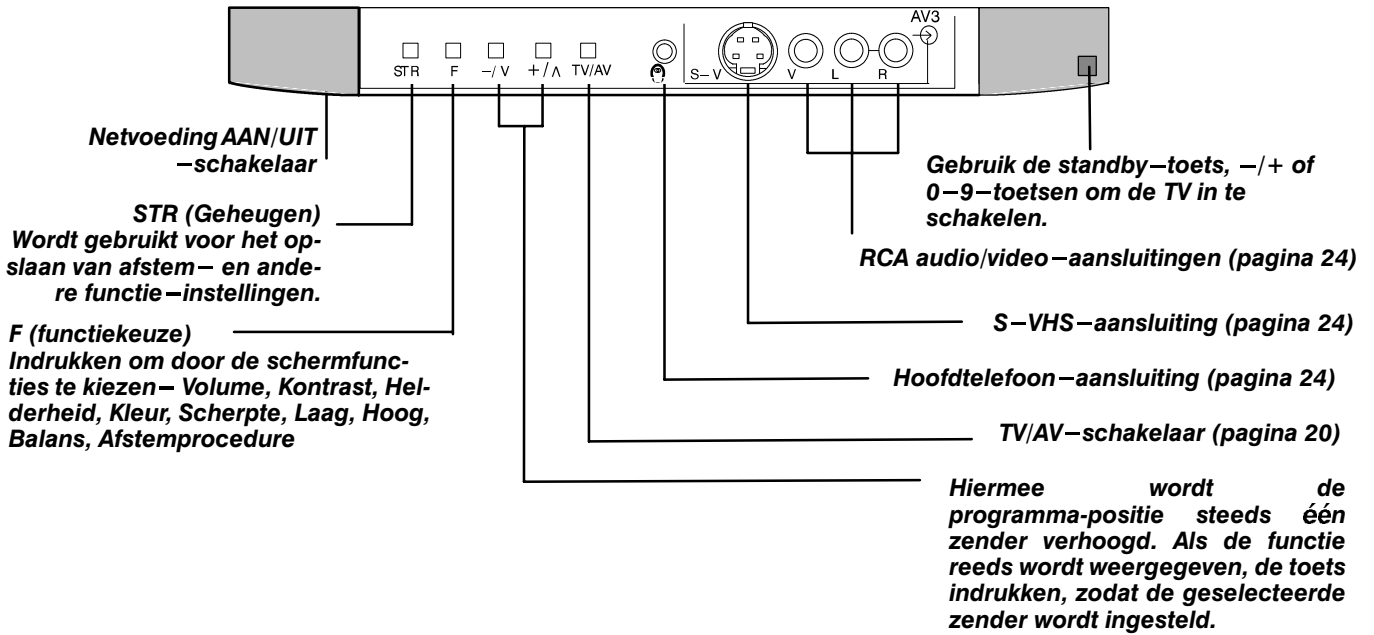 AV3
STR F −/∨ +/∧ TV/AV S−V V L R
Netvoeding AAN/UIT
−schakelaar
STR (Geheugen)
Wordt gebruikt voor het op-
slaan van afstem− en ande-
re functie−instellingen.
F (functiekeuze)
Indrukken om door de schermfunc-
ties te kiezen− Volume, Kontrast, Hel-
derheid, Kleur, Scherpte, Laag, Hoog,
Balans, Afstemprocedure
Gebruik de standby−toets, −/+ of
0−9−toetsen om de TV in te
schakelen.
RCA audio/video−aansluitingen (pagina 24)
S−VHS−aansluiting (pagina 24)
Hoofdtelefoon−aansluiting (pagina 24)
TV/AV−schakelaar (pagina 20)
Hiermee wordt de
programma-positie steeds één
zender verhoogd. Als de functie
reeds wordt weergegeven, de toets
indrukken, zodat de geselecteerde
zender wordt ingesteld.